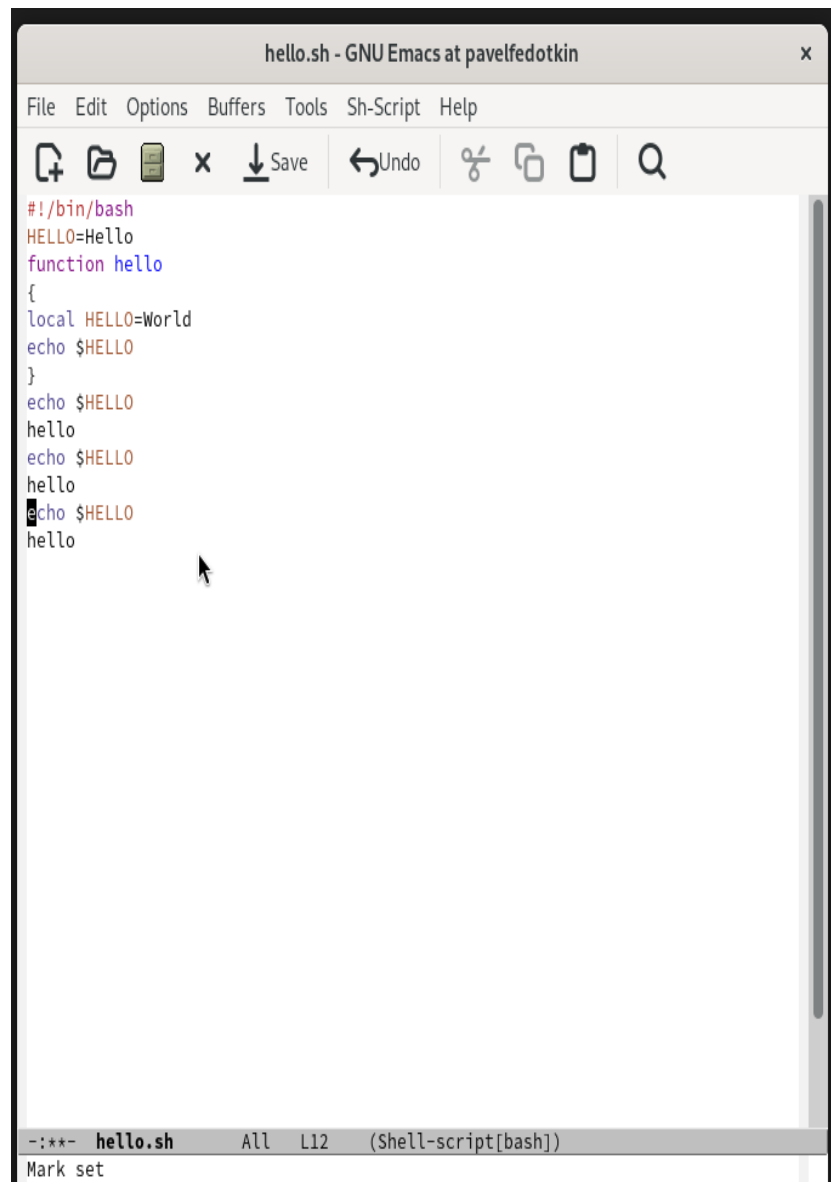 hello.sh - GNU Emacs at pavelfedotkin
File Edit Options Buffers Tools Sh-Script Help
Save Undo
#!/bin/bash
HELLO=Hello
function hello
{
local HELLO=World
echo $HELLO
}
echo $HELLO
hello
echo $HELLO
hello
echo $HELLO
hello
-:**- hello.sh All L12 (Shell-script[bash])
Mark set